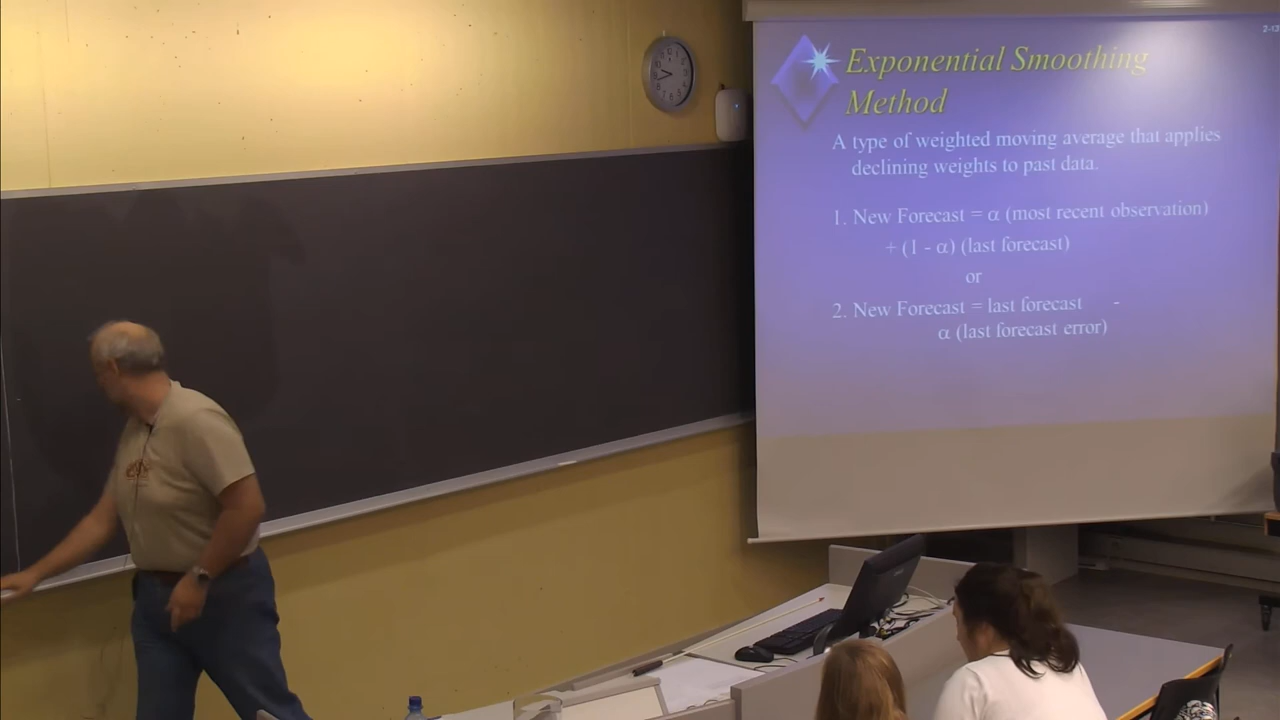 Exponential Smoothing
Method
A type of weighted moving average that applies
declining weights to past data.
1. New Forecast = α (most recent observation)
+ (1 - α) (last forecast)
or
2. New Forecast = last forecast -
α (last forecast error)